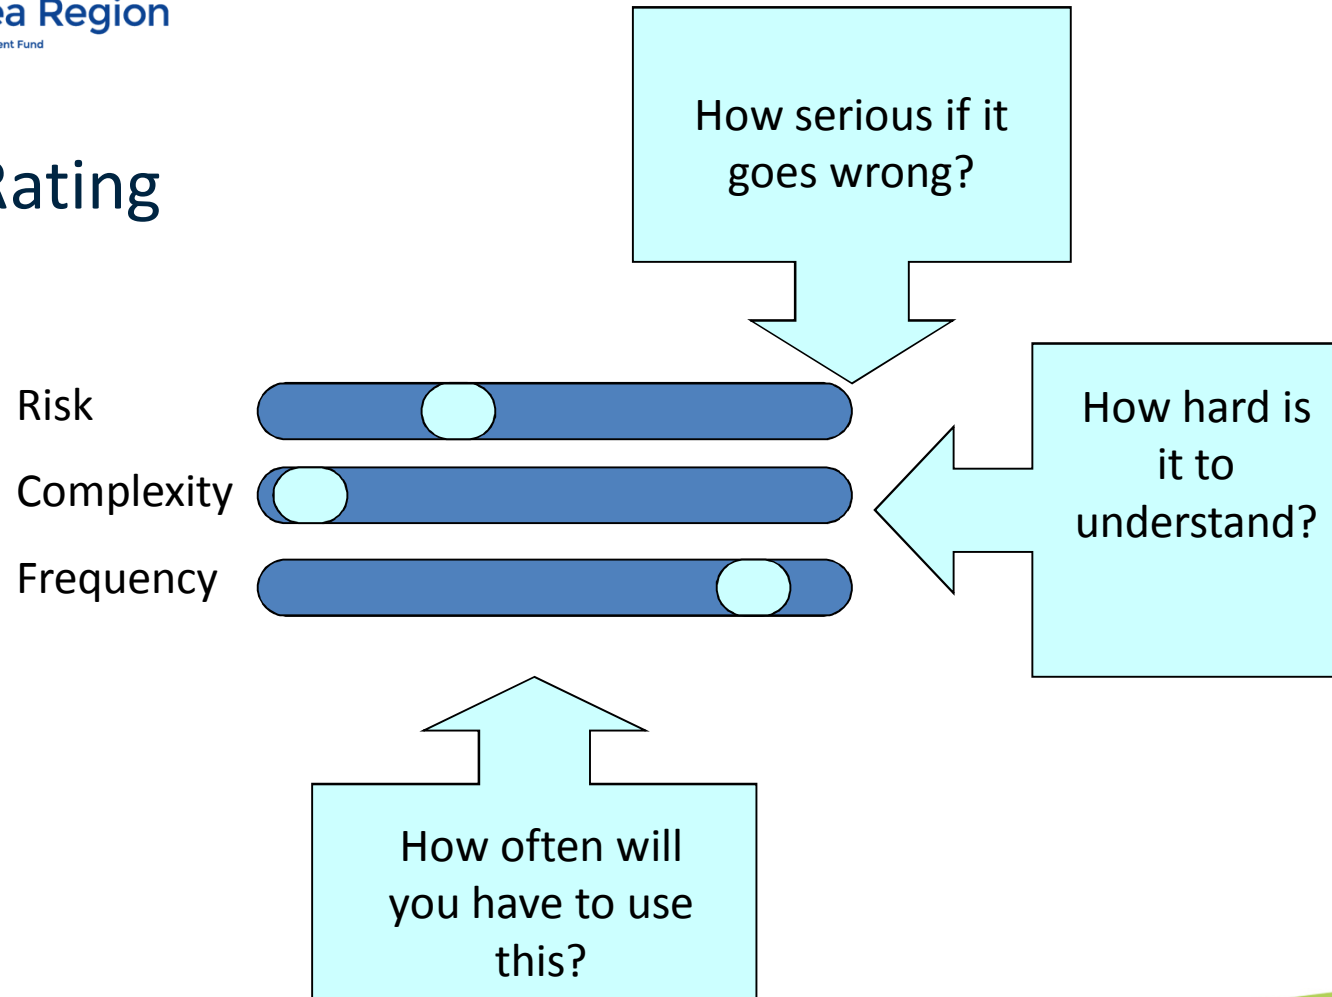 ea Region
ent Fund
Rating
How serious if it
goes wrong?
Risk
Complexity
Frequency
How hard is
it to
understand?
How often will
you have to use
this?